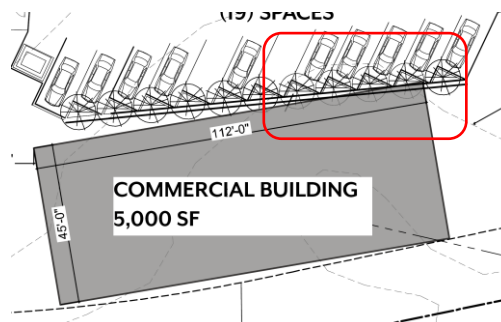 (19) SPACES
112'-0"
COMMERCIAL BUILDING
5,000 SF
45'-0"